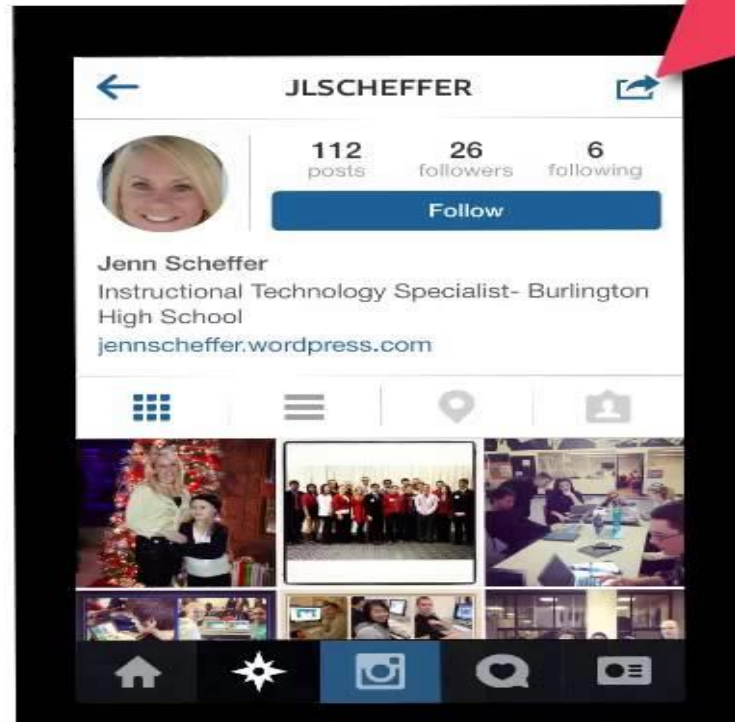 JLSCHEFFER
112 26 6
posts followers following
Follow
Jenn Scheffer
Instructional Technology Specialist- Burlington
High School
jennscheffer.wordpress.com